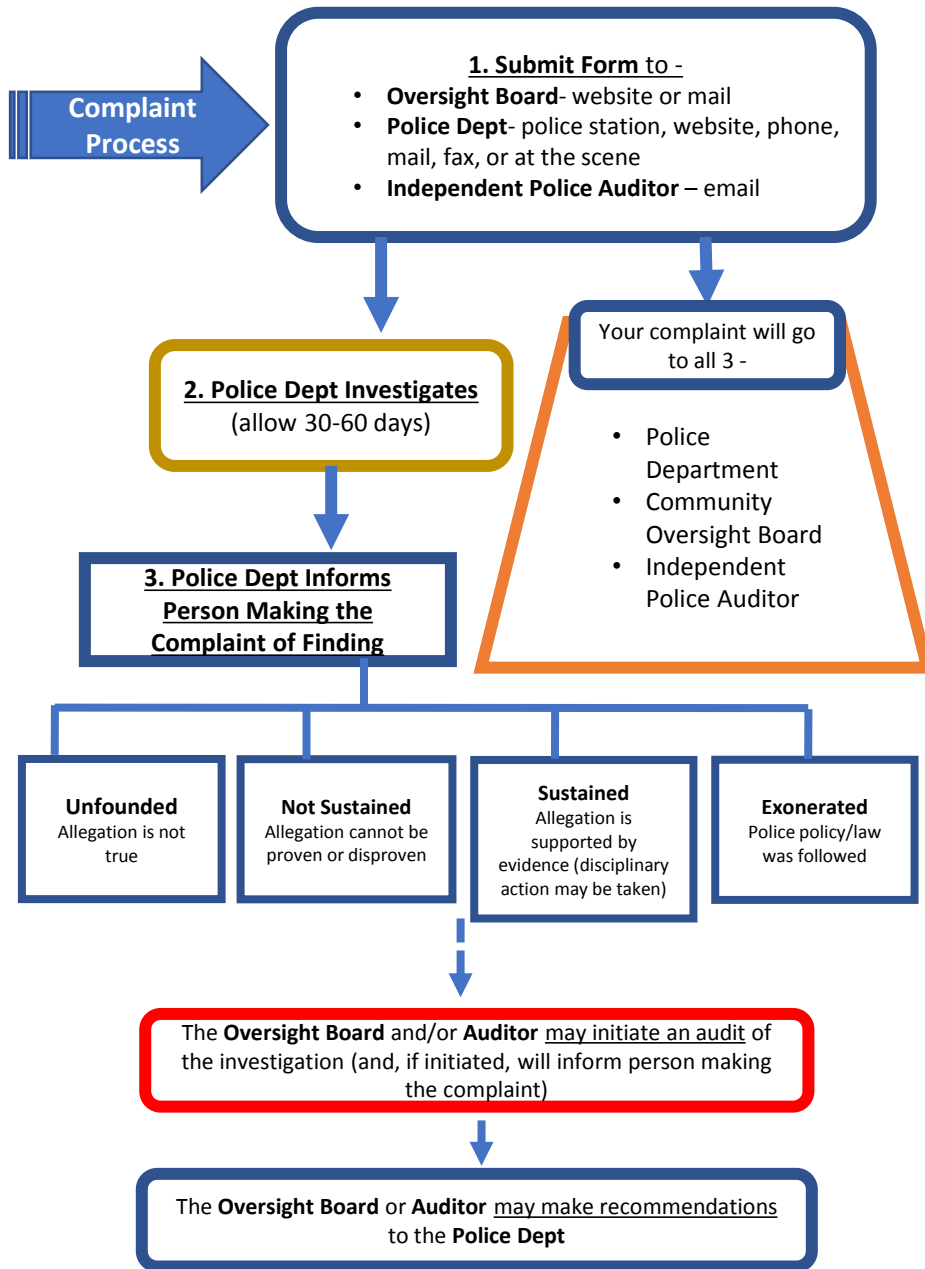 Complaint
Process
1. Submit Form to -
• Oversight Board- website or mail
• Police Dept- police station, website, phone,
mail, fax, or at the scene
• Independent Police Auditor – email
Your complaint will go
to all 3 -
• Police
Department
• Community
Oversight Board
• Independent
Police Auditor
2. Police Dept Investigates
(allow 30-60 days)
3. Police Dept Informs
Person Making the
Complaint of Finding
Unfounded
Allegation is not
true
Not Sustained
Allegation cannot be
proven or disproven
Sustained
Allegation is
supported by
evidence (disciplinary
action may be taken)
Exonerated
Police policy/law
was followed
The Oversight Board and/or Auditor may initiate an audit of
the investigation (and, if initiated, will inform person making
the complaint)
The Oversight Board or Auditor may make recommendations
to the Police Dept